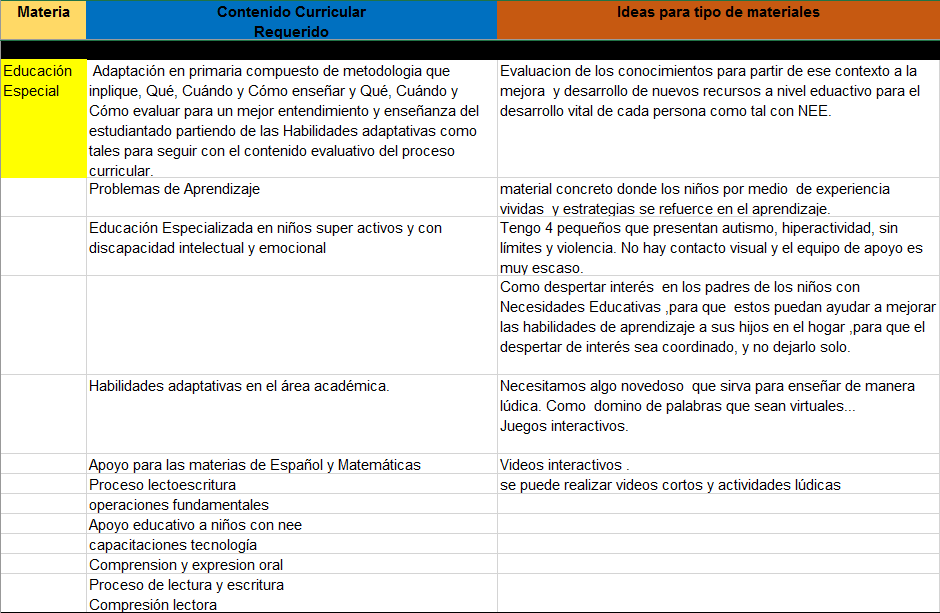 Materia
Contenido Curricular
Requerido
Ideas para tipo de materiales
Educación
Especial
Adaptación en primaria compuesto de metodologia que
inplique, Qué, Cuándo y Cómo enseñar y Qué, Cuándo y
Cómo evaluar para un mejor entendimiento y enseñanza del
estudiantado partiendo de las Habilidades adaptativas como
tales para seguir con el contenido evaluativo del proceso
curricular.
Evaluacion de los conocimientos para partir de ese contexto a la
mejora y desarrollo de nuevos recursos a nivel eduactivo para el
desarrollo vital de cada persona como tal con NEE.
Problemas de Aprendizaje
material concreto donde los niños por medio de experiencia
vividas y estrategias se refuerce en el aprendizaje.
Educación Especializada en niños super activos y con
discapacidad intelectual y emocional
Tengo 4 pequeños que presentan autismo, hiperactividad, sin
límites y violencia. No hay contacto visual y el equipo de apoyo es
muy escaso.
Como despertar interés en los padres de los niños con
Necesidades Educativas ,para que estos puedan ayudar a mejorar
las habilidades de aprendizaje a sus hijos en el hogar ,para que el
despertar de interés sea coordinado, y no dejarlo solo.
Habilidades adaptativas en el área académica.
Necesitamos algo novedoso que sirva para enseñar de manera
lúdica. Como domino de palabras que sean virtuales...
Juegos interactivos.
Apoyo para las materias de Español y Matemáticas
Videos interactivos .
Proceso lectoescritura
se puede realizar videos cortos y actividades lúdicas
operaciones fundamentales
Apoyo educativo a niños con nee
capacitaciones tecnología
Comprension y expresion oral
Proceso de lectura y escritura
Compresión lectora